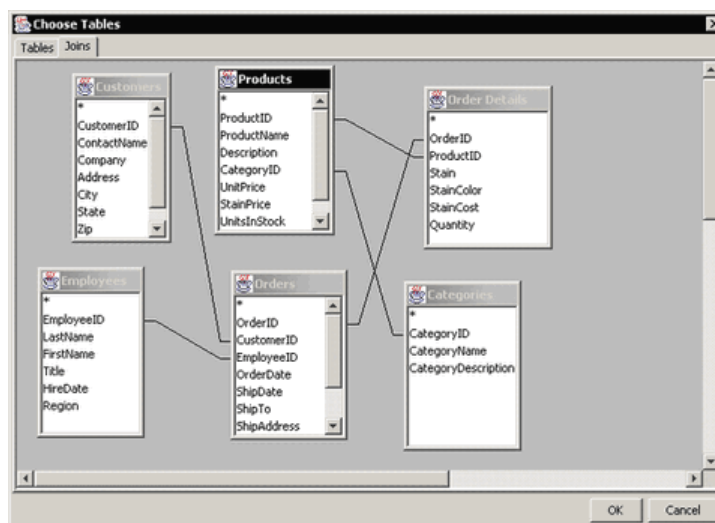 Choose Tables
Tables Joins
Customers
*
CustomerID
ContactName
Company
Address
City
State
Zip
Products
*
ProductID
ProductName
Description
CategoryID
UnitPrice
StainPrice
UnitsInStock
Order Details
*
OrderID
ProductID
Stain
StainColor
StainCost
Quantity
Employees
*
EmployeeID
LastName
FirstName
Title
HireDate
Region
Orders
*
OrderID
CustomerID
EmployeeID
OrderDate
ShipDate
ShipTo
ShipAddress
Categories
*
CategoryID
CategoryName
CategoryDescription
OK Cancel